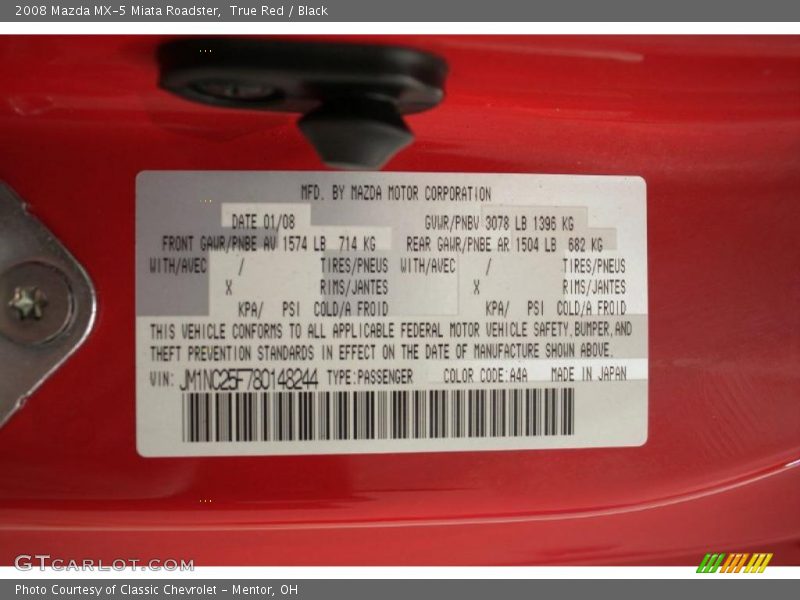 2008 Mazda MX-5 Miata Roadster, True Red / Black
MFD. BY MAZDA MOTOR CORPORATION
DATE 01/08 GVWR/PNBV 3078 LB 1396 KG
FRONT GAWR/PNBE AV 1574 LB 714 KG REAR GAWR/PNBE AR 1504 LB 682 KG
WITH/AVEC / TIRES/PNEUS WITH/AVEC / TIRES/PNEUS
X RIMS/JANTES X RIMS/JANTES
KPA/ PSI COLD/A FROID KPA/ PSI COLD/A FROID
THIS VEHICLE CONFORMS TO ALL APPLICABLE FEDERAL MOTOR VEHICLE SAFETY,BUMPER,AND
THEFT PREVENTION STANDARDS IN EFFECT ON THE DATE OF MANUFACTURE SHOWN ABOVE.
VIN: JM1NC25F780148244 TYPE:PASSENGER COLOR CODE:A4A MADE IN JAPAN
GTCARLOT.COM
Photo Courtesy of Classic Chevrolet - Mentor, OH